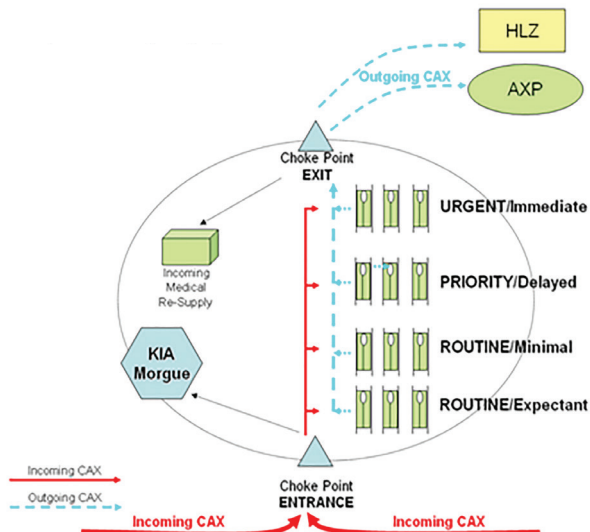 HLZ
Outgoing CAX
AXP
Choke Point
EXIT
URGENT/Immediate
Incoming
Medical
Re-Supply
PRIORITY/Delayed
KIA
Morgue
ROUTINE/Minimal
ROUTINE/Expectant
Incoming CAX
Outgoing CAX
Choke Point
ENTRANCE
Incoming CAX
Incoming CAX